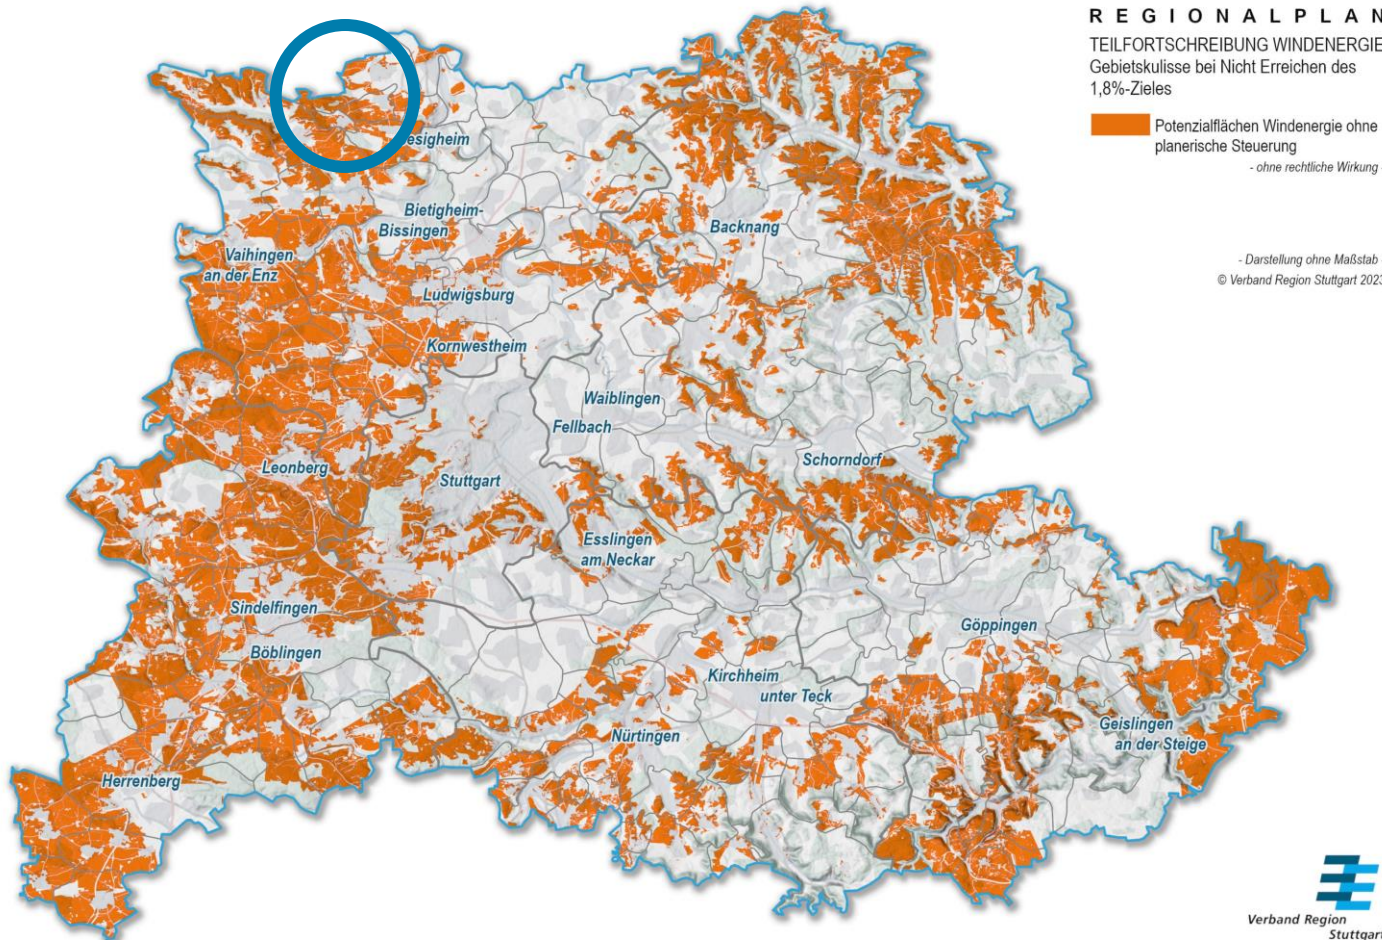 REGIONALPLAN
TEILFORTSCHREIBUNG WINDENERGIE
Gebietskulisse bei Nicht Erreichen des
1,8%-Zieles
Potenzialflächen Windenergie ohne
planerische Steuerung
- ohne rechtliche Wirkung -
- Darstellung ohne Maßstab -
© Verband Region Stuttgart 2023
esigheim
Bietigheim-
Bissingen
Backnang
Vaihingen
an der Enz
Ludwigsburg
Kornwestheim
Waiblingen
Fellbach
Schorndorf
Leonberg
Stuttgart
Esslingen
am Neckar
Sindelfingen
Göppingen
Böblingen
Kirchheim
unter Teck
Nürtingen
Geislingen
an der Steige
Herrenberg
Verband Region
Stuttgart